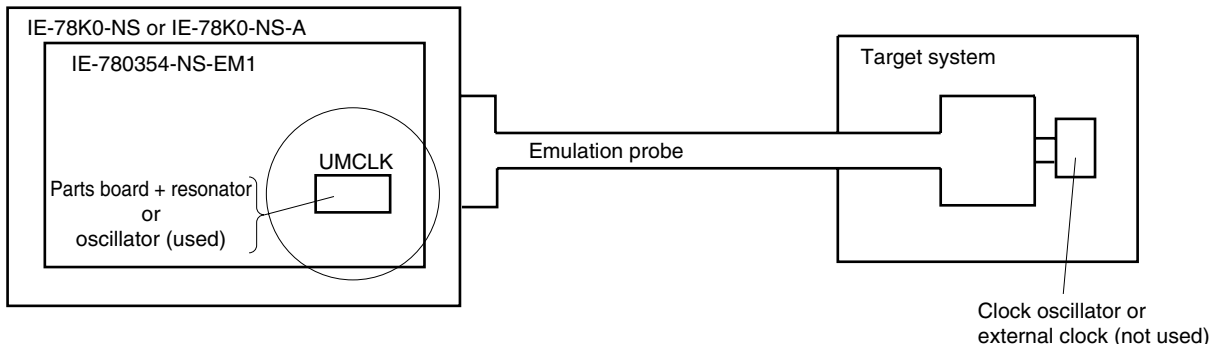 IE-78K0-NS or IE-78K0-NS-A
IE-780354-NS-EM1
UMCLK
Parts board + resonator
or
oscillator (used)
Emulation probe
Target system
Clock oscillator or
external clock (not used)